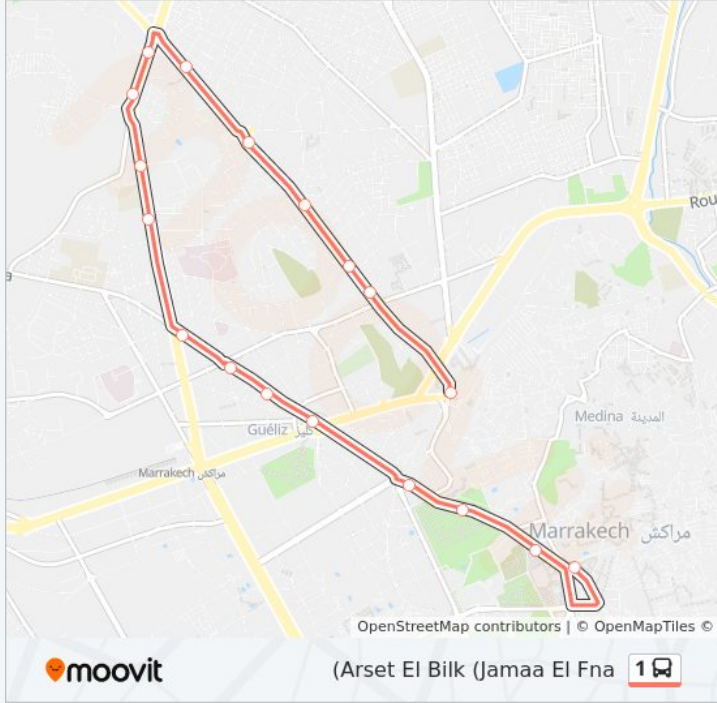 Rou
a
Medina المدينة
Guéliz كليز
Marrakech مراكش
Marrakech مراكش
OpenStreetMap contributors | © OpenMapTiles ©
moovit
(Arset El Bilk (Jamaa El Fna
1